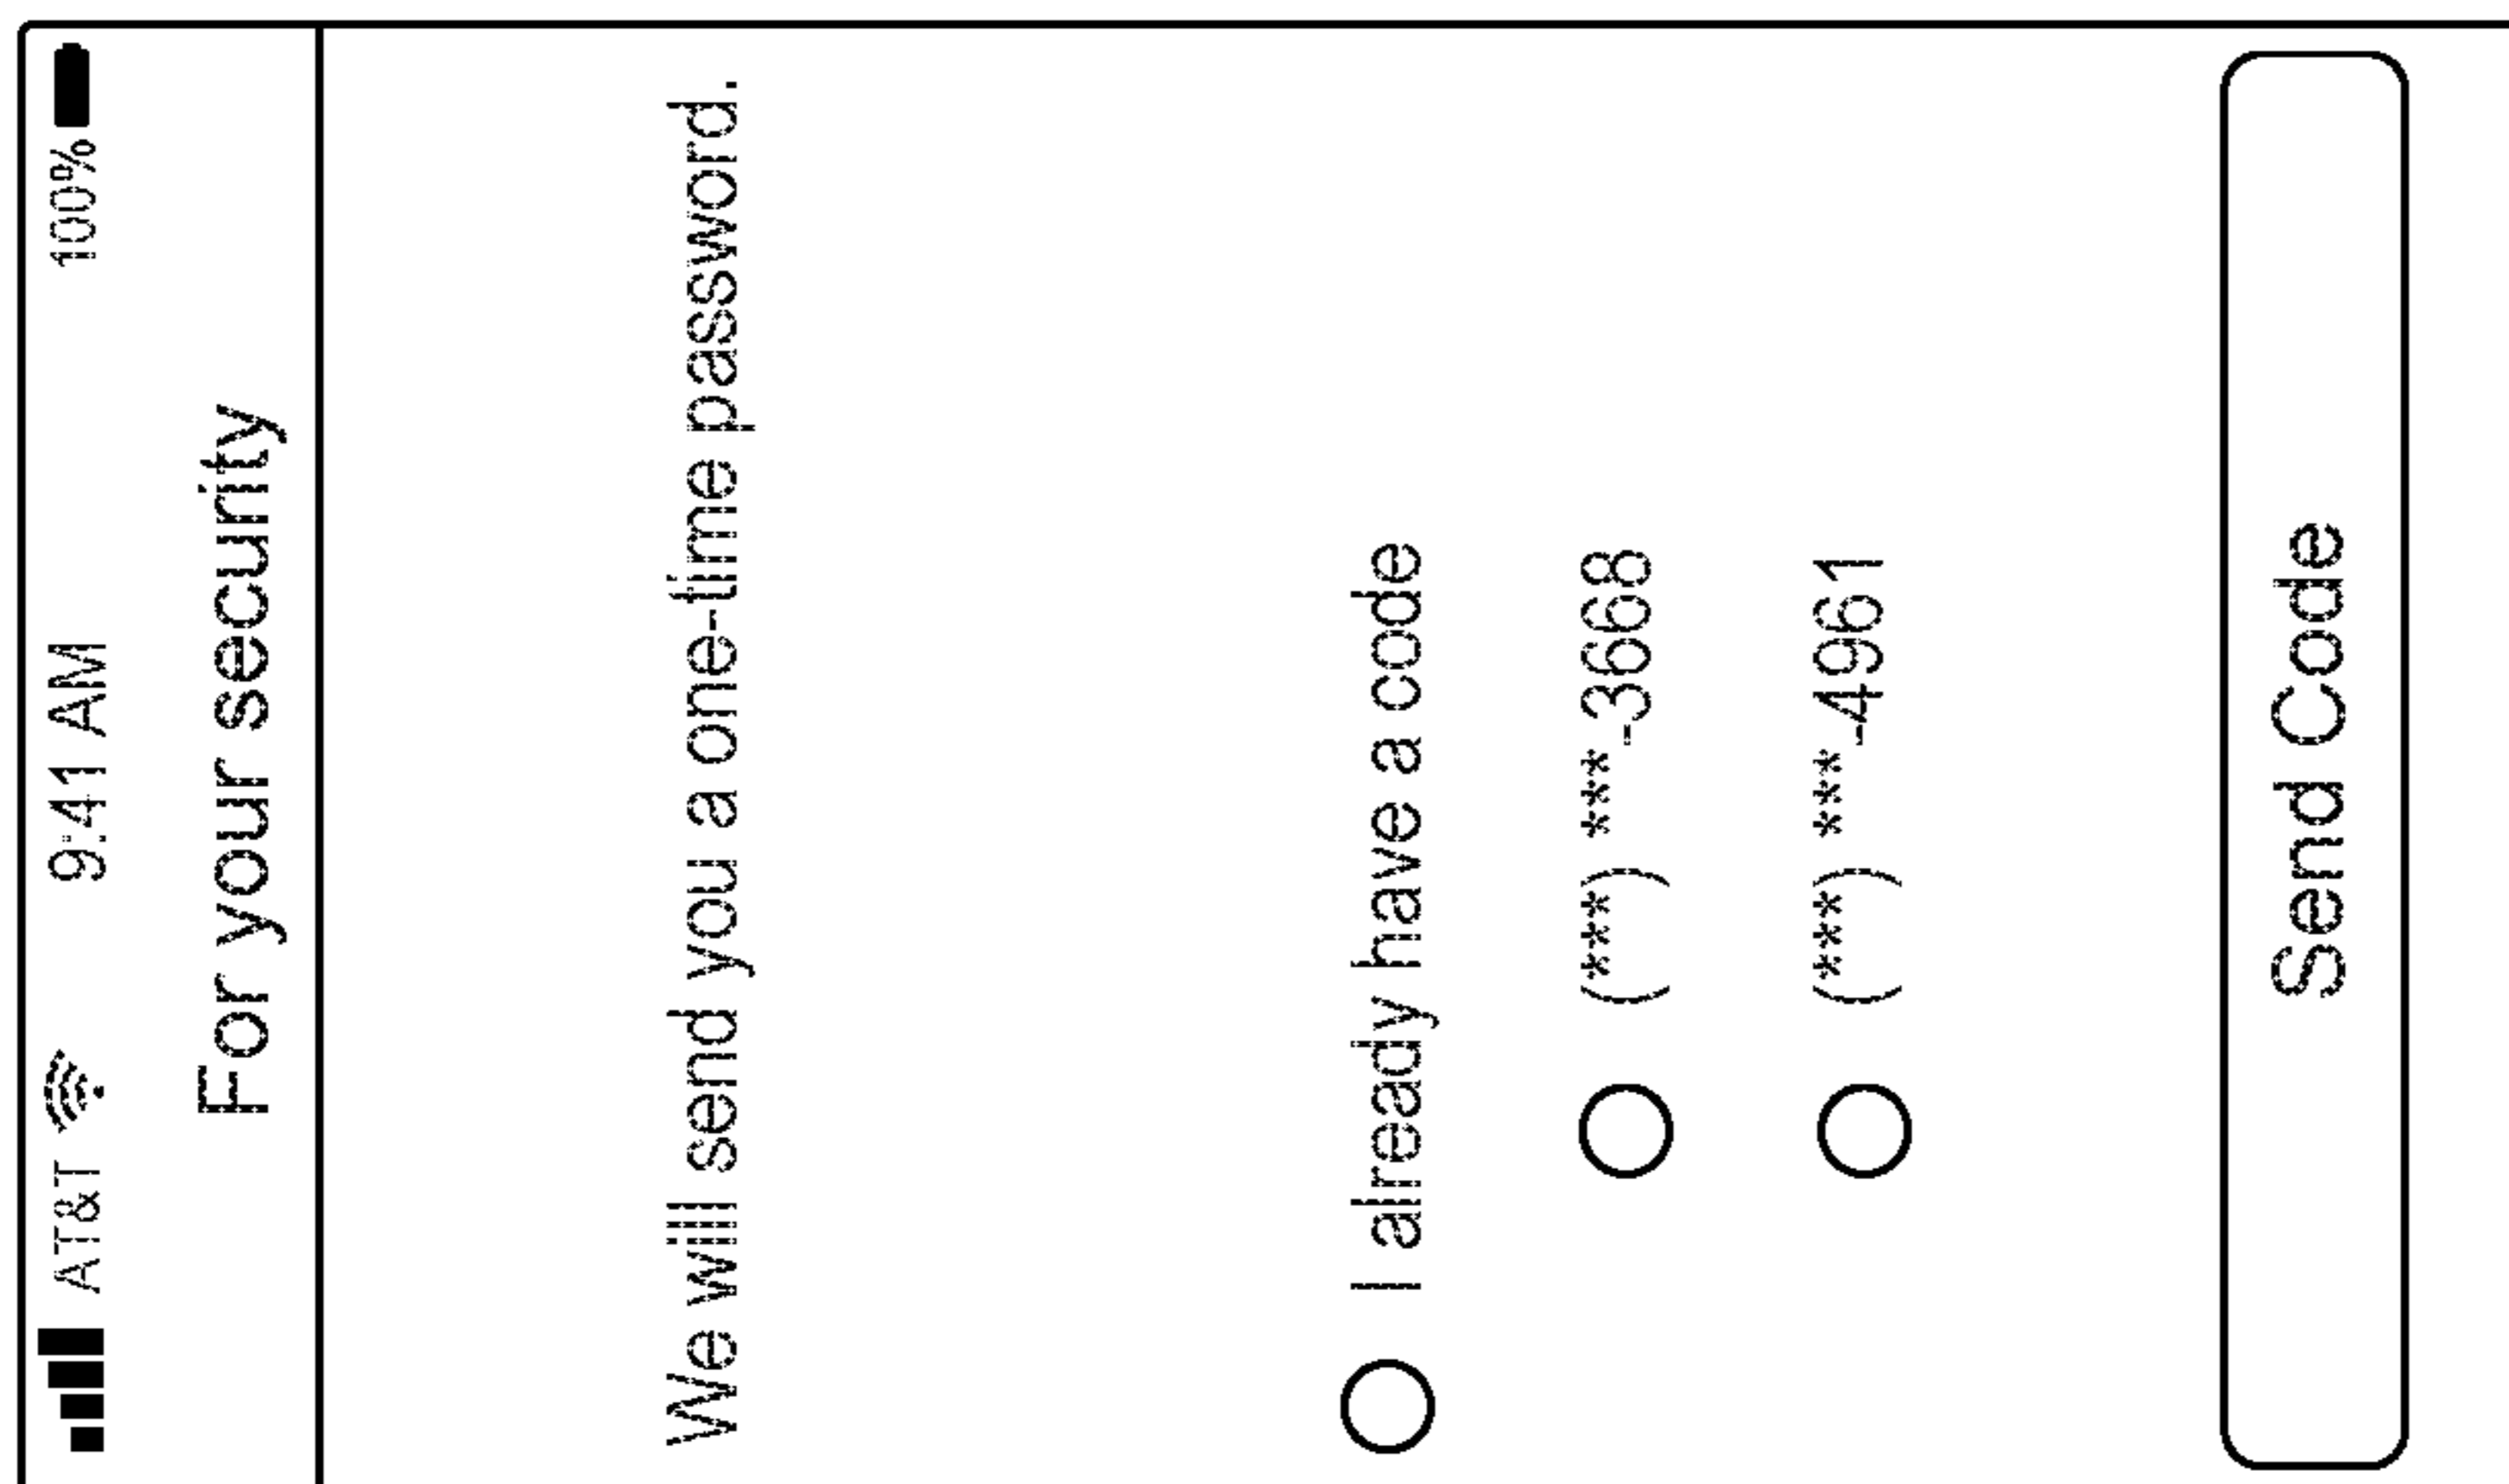 AT&T 9:41 AM 100%
For your security
We will send you a one-time password.
I already have a code
(***) ***-3668
(***) ***-4961
Send Code